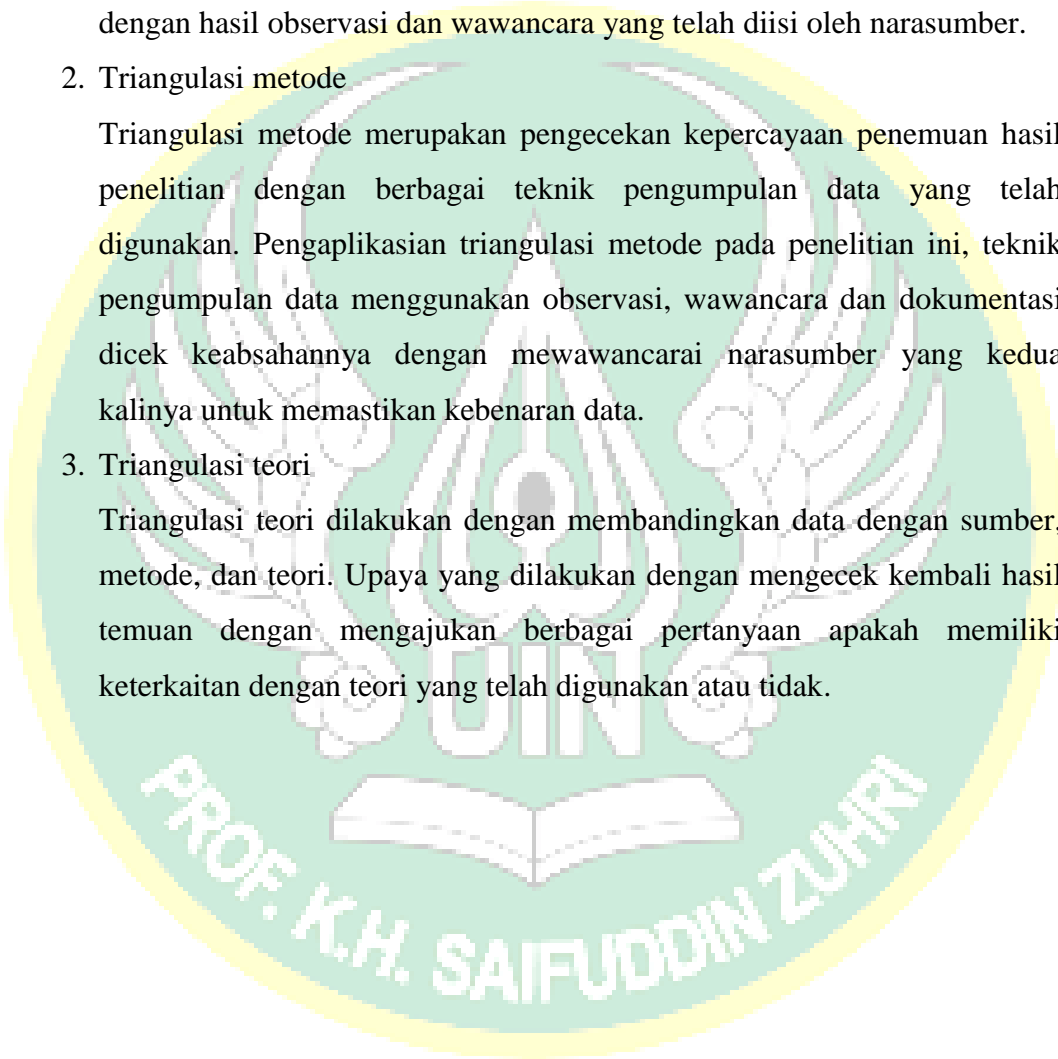 dengan hasil observasi dan wawancara yang telah diisi oleh narasumber.
2. Triangulasi metode
Triangulasi metode merupakan pengecekan kepercayaan penemuan hasil
penelitian dengan berbagai teknik pengumpulan data yang telah
digunakan. Pengaplikasian triangulasi metode pada penelitian ini, teknik
pengumpulan data menggunakan observasi, wawancara dan dokumentasi
dicek keabsahannya dengan mewawancarai narasumber yang kedua
kalinya untuk memastikan kebenaran data.
3. Triangulasi teori
Triangulasi teori dilakukan dengan membandingkan data dengan sumber,
metode, dan teori. Upaya yang dilakukan dengan mengecek kembali hasil
temuan dengan mengajukan berbagai pertanyaan apakah memiliki
keterkaitan dengan teori yang telah digunakan atau tidak.
UIN
PROF. K.H. SAIFUDDIN ZUHRI